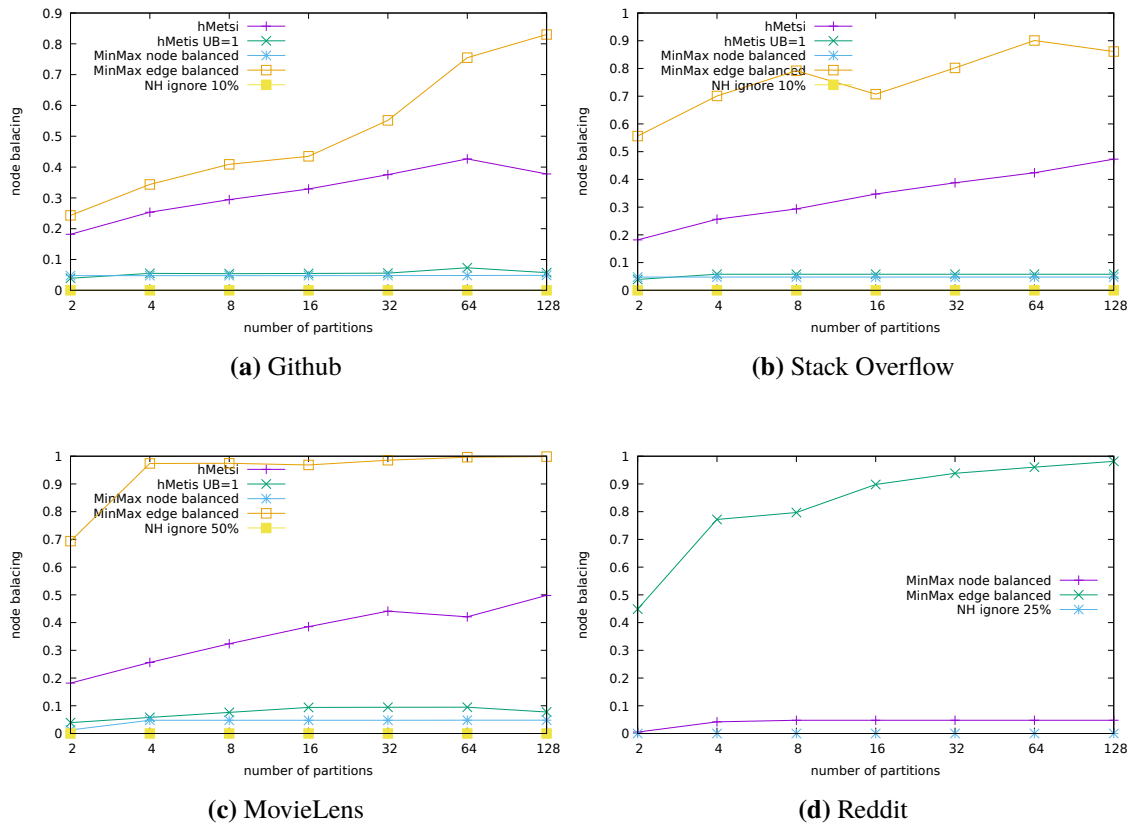 0.9
0.8
0.7
0.6
0.5
0.4
0.3
0.2
0.1
0
2 4 8 16 32 64 128
node balacing
number of partitions
hMetsi
hMetis UB=1
MinMax node balanced
MinMax edge balanced
NH ignore 10%
(a) Github
1
0.9
0.8
0.7
0.6
0.5
0.4
0.3
0.2
0.1
0
2 4 8 16 32 64 128
node balacing
number of partitions
hMetsi
hMetis UB=1
MinMax node balanced
MinMax edge balanced
NH ignore 10%
(b) Stack Overflow
1
0.9
0.8
0.7
0.6
0.5
0.4
0.3
0.2
0.1
0
2 4 8 16 32 64 128
node balacing
number of partitions
hMetsi
hMetis UB=1
MinMax node balanced
MinMax edge balanced
NH ignore 50%
(c) MovieLens
1
0.9
0.8
0.7
0.6
0.5
0.4
0.3
0.2
0.1
0
2 4 8 16 32 64 128
node balacing
number of partitions
MinMax node balanced
MinMax edge balanced
NH ignore 25%
(d) Reddit